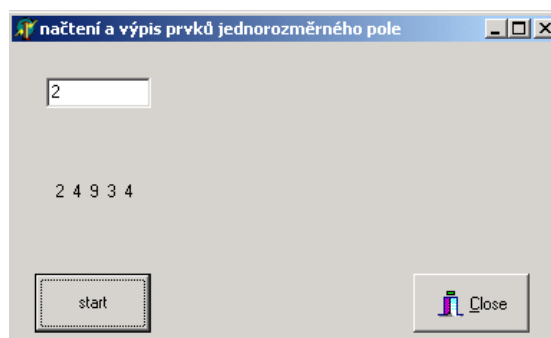 načtení a výpis prvků jednorozměrného pole
2
2 4 9 3 4
start
Close